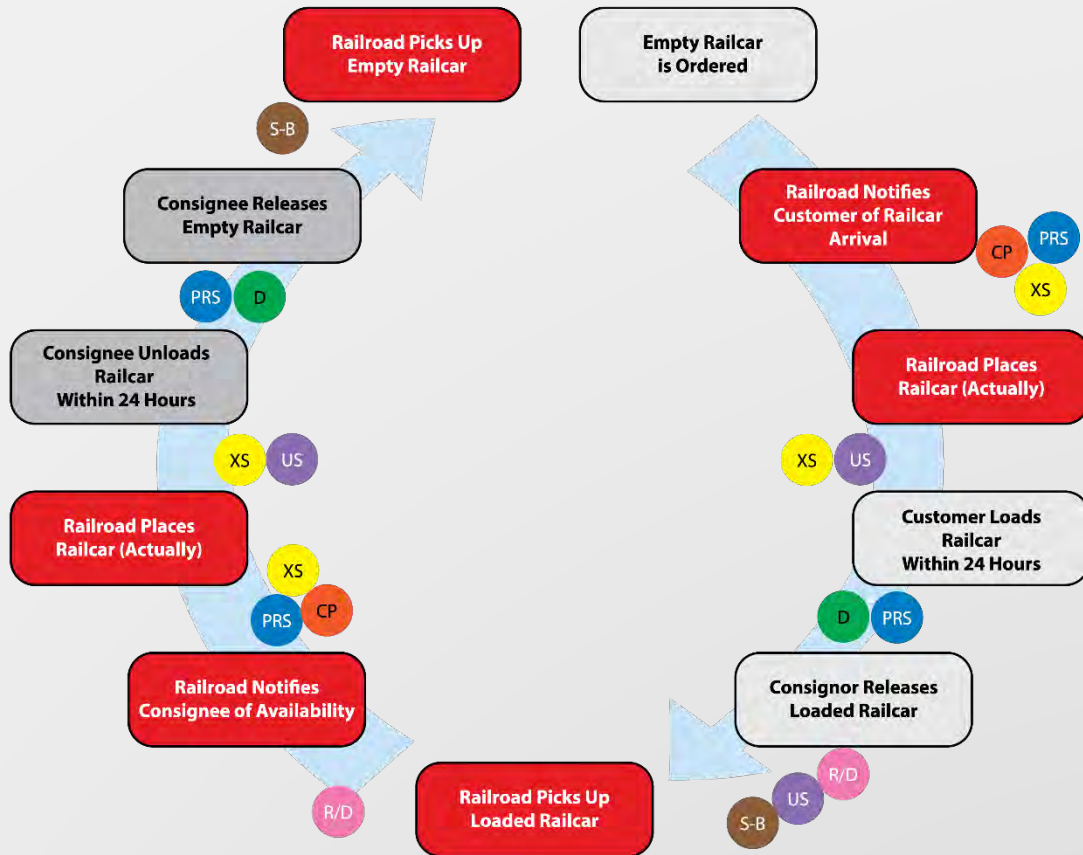 Railroad Picks Up
Empty Railcar
Empty Railcar
is Ordered
S-B
Railroad Notifies
Customer of Railcar
Arrival
CP
PRS
XS
Railroad Places
Railcar (Actually)
XS
US
Customer Loads
Railcar
Within 24 Hours
D
PRS
Consignor Releases
Loaded Railcar
R/D
US
S-B
Railroad Picks Up
Loaded Railcar
R/D
Railroad Notifies
Consignee of Availability
PRS
CP
XS
Railroad Places
Railcar (Actually)
XS
US
Consignee Unloads
Railcar
Within 24 Hours
PRS
D
Consignee Releases
Empty Railcar